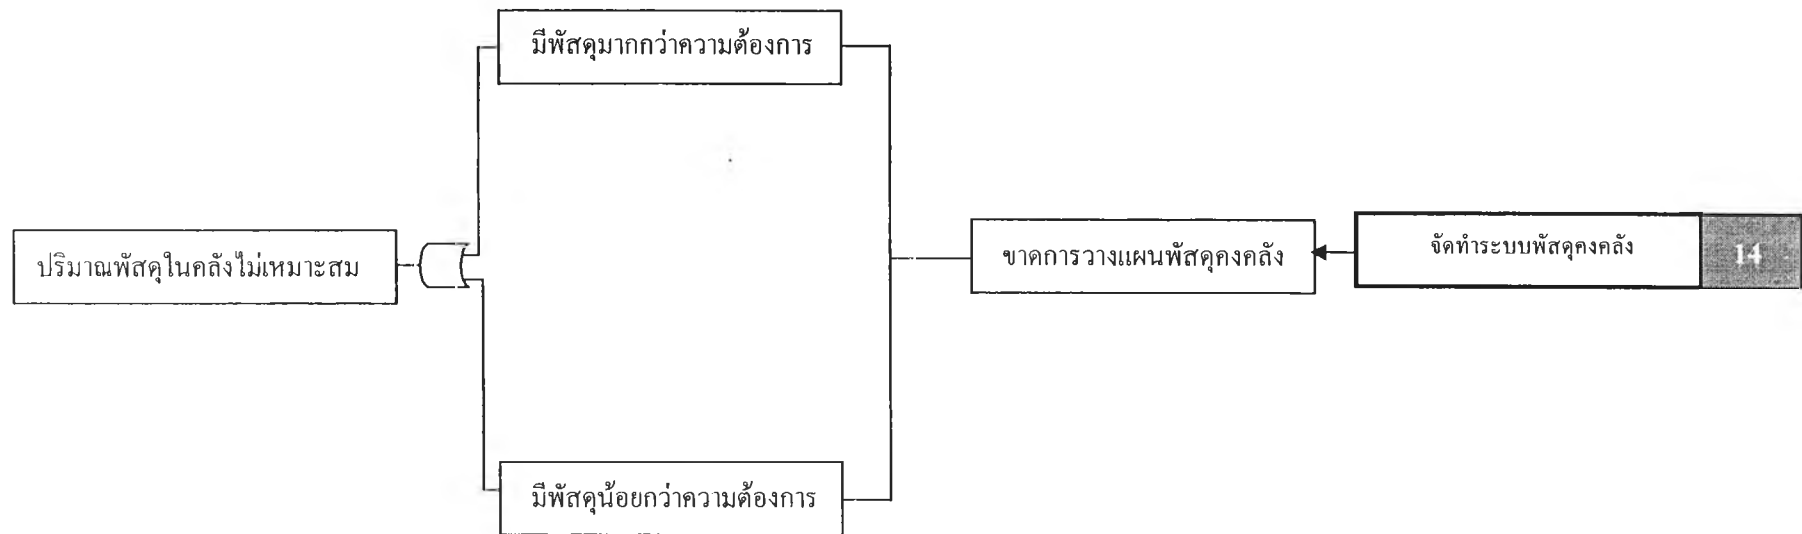 มีพัสดุมากกว่าความต้องการ
ปริมาณพัสดุในคลังไม่เหมาะสม
ขาดการวางแผนพัสดุคงคลัง
จัดทำระบบพัสดุคงคลัง
14
มีพัสดุน้อยกว่าความต้องการ